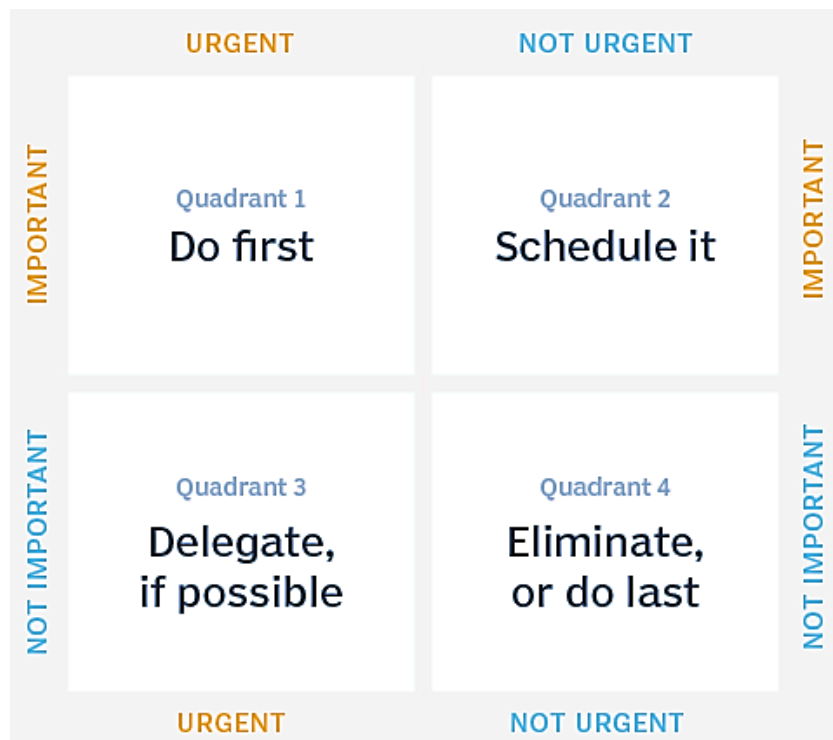 URGENT
NOT URGENT
IMPORTANT
IMPORTANT
Quadrant 1
Do first
Quadrant 2
Schedule it
NOT IMPORTANT
NOT IMPORTANT
Quadrant 3
Delegate,
if possible
Quadrant 4
Eliminate,
or do last
URGENT
NOT URGENT